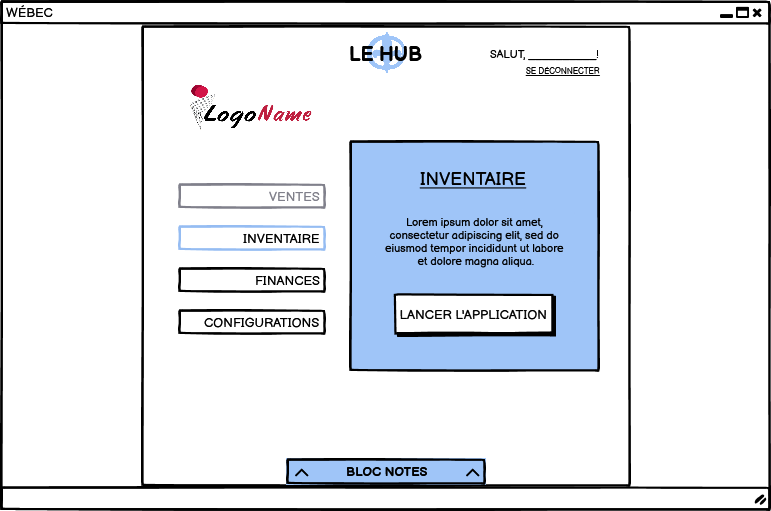 WÉBEC
LE HUB
SALUT, ____________!
SE DÉCONNECTER
LogoName
INVENTAIRE
Lorem ipsum dolor sit amet,
consectetur adipiscing elit, sed do
eiusmod tempor incididunt ut labore
et dolore magna aliqua.
LANCER L'APPLICATION
VENTES
INVENTAIRE
FINANCES
CONFIGURATIONS
BLOC NOTES